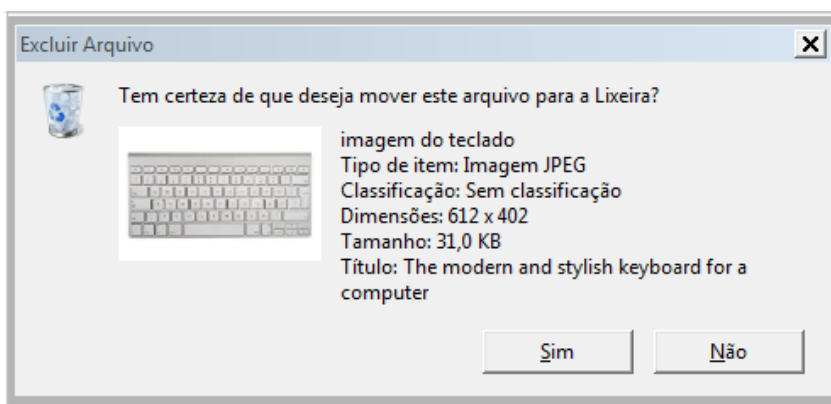 Excluir Arquivo
Tem certeza de que deseja mover este arquivo para a Lixeira?
imagem do teclado
Tipo de item: Imagem JPEG
Classificação: Sem classificação
Dimensões: 612 x 402
Tamanho: 31,0 KB
Título: The modern and stylish keyboard for a
computer
Sim
Não